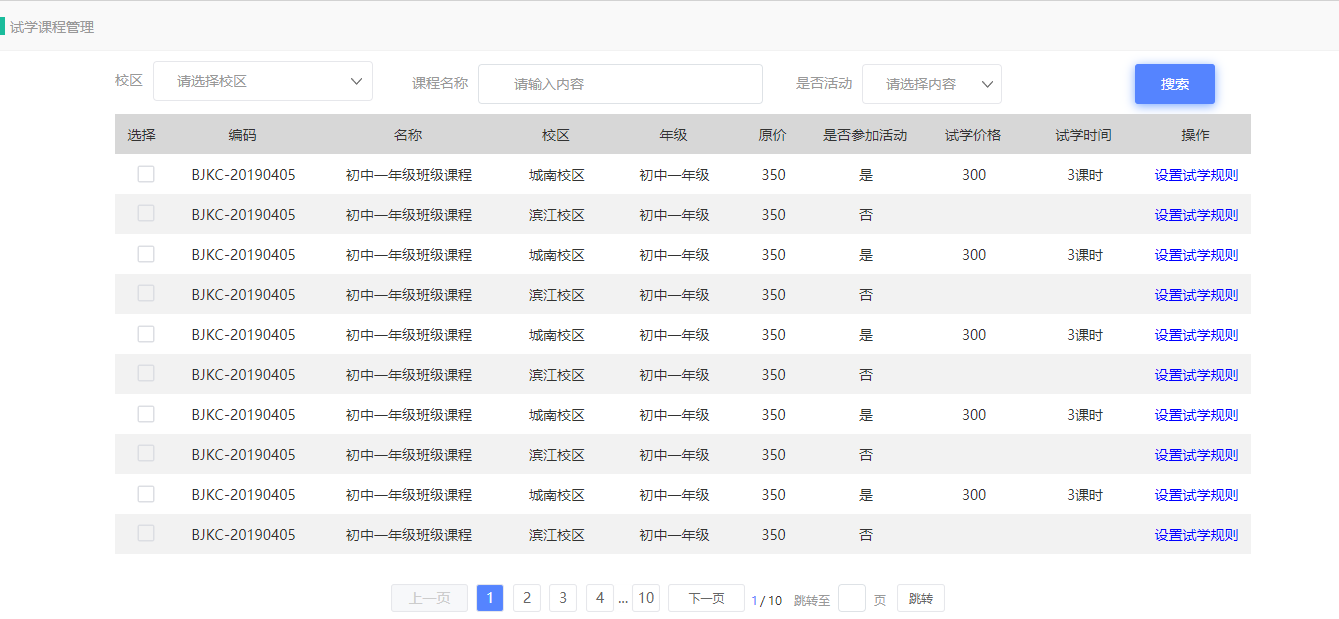 试学课程管理
校区 请选择校区 课程名称 请输入内容 是否活动 请选择内容 搜索
选择 编码 名称 校区 年级 原价 是否参加活动 试学价格 试学时间 操作
BJKC-20190405 初中一年级班级课程 城南校区 初中一年级 350 是 300 3课时 设置试学规则
BJKC-20190405 初中一年级班级课程 滨江校区 初中一年级 350 否 设置试学规则
BJKC-20190405 初中一年级班级课程 城南校区 初中一年级 350 是 300 3课时 设置试学规则
BJKC-20190405 初中一年级班级课程 滨江校区 初中一年级 350 否 设置试学规则
BJKC-20190405 初中一年级班级课程 城南校区 初中一年级 350 是 300 3课时 设置试学规则
BJKC-20190405 初中一年级班级课程 滨江校区 初中一年级 350 否 设置试学规则
BJKC-20190405 初中一年级班级课程 城南校区 初中一年级 350 是 300 3课时 设置试学规则
BJKC-20190405 初中一年级班级课程 滨江校区 初中一年级 350 否 设置试学规则
BJKC-20190405 初中一年级班级课程 城南校区 初中一年级 350 是 300 3课时 设置试学规则
BJKC-20190405 初中一年级班级课程 滨江校区 初中一年级 350 否 设置试学规则
上一页 1 2 3 4 ... 10 下一页 1 / 10 跳转至 页 跳转